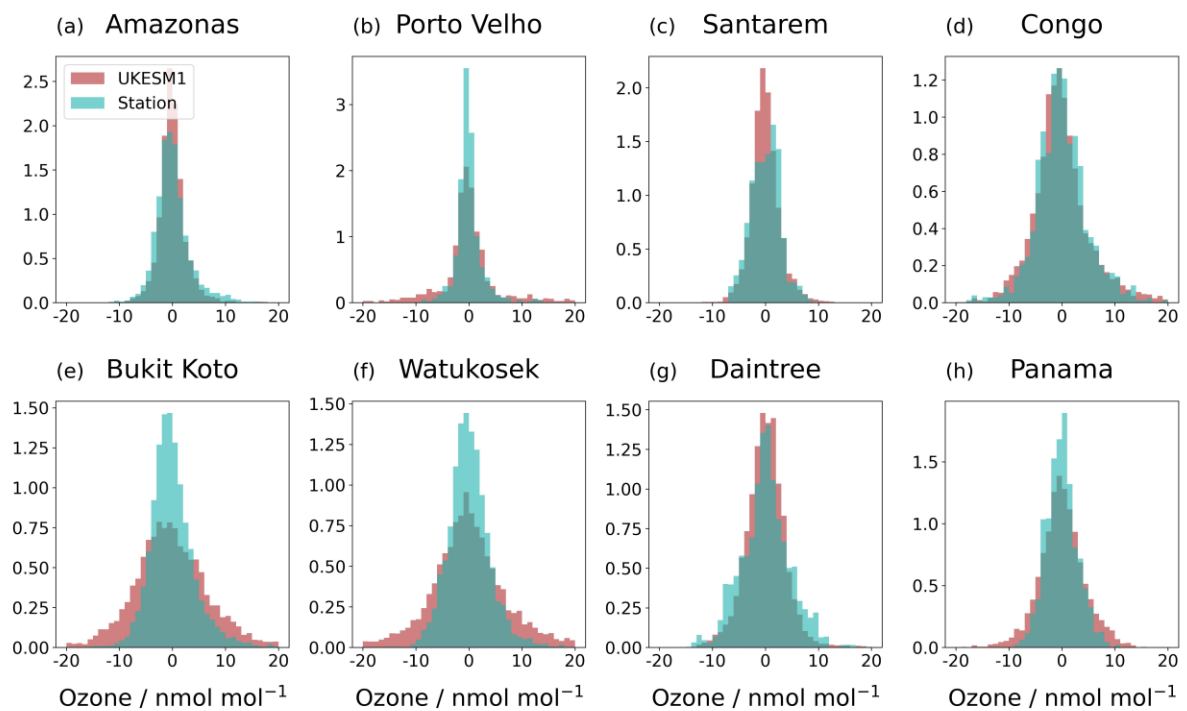 (a) Amazonas
(b) Porto Velho
(c) Santarem
(d) Congo
UKESM1
Station
2.5
2.0
1.5
1.0
0.5
0.0
-20 -10 0 10 20
3
2
1
0
-20 -10 0 10 20
2.0
1.5
1.0
0.5
0.0
-20 -10 0 10 20
1.2
1.0
0.8
0.6
0.4
0.2
0.0
-20 -10 0 10 20
(e) Bukit Koto
(f) Watukosek
(g) Daintree
(h) Panama
1.50
1.25
1.00
0.75
0.50
0.25
0.00
-20 -10 0 10 20
Ozone / nmol mol⁻¹
1.50
1.25
1.00
0.75
0.50
0.25
0.00
-20 -10 0 10 20
Ozone / nmol mol⁻¹
1.50
1.25
1.00
0.75
0.50
0.25
0.00
-20 -10 0 10 20
Ozone / nmol mol⁻¹
1.5
1.0
0.5
0.0
-20 -10 0 10 20
Ozone / nmol mol⁻¹